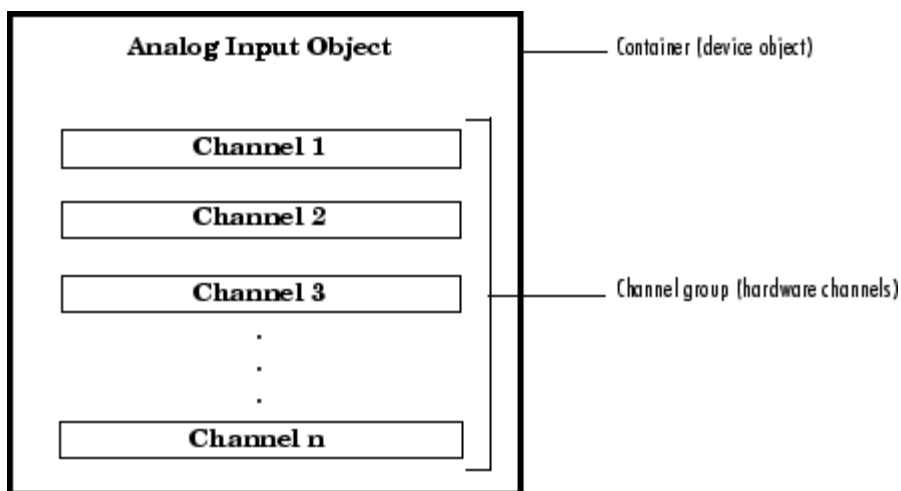 Analog Input Object
Container (device object)
Channel 1
Channel 2
Channel 3
Channel group (hardware channels)
.
.
.
Channel n